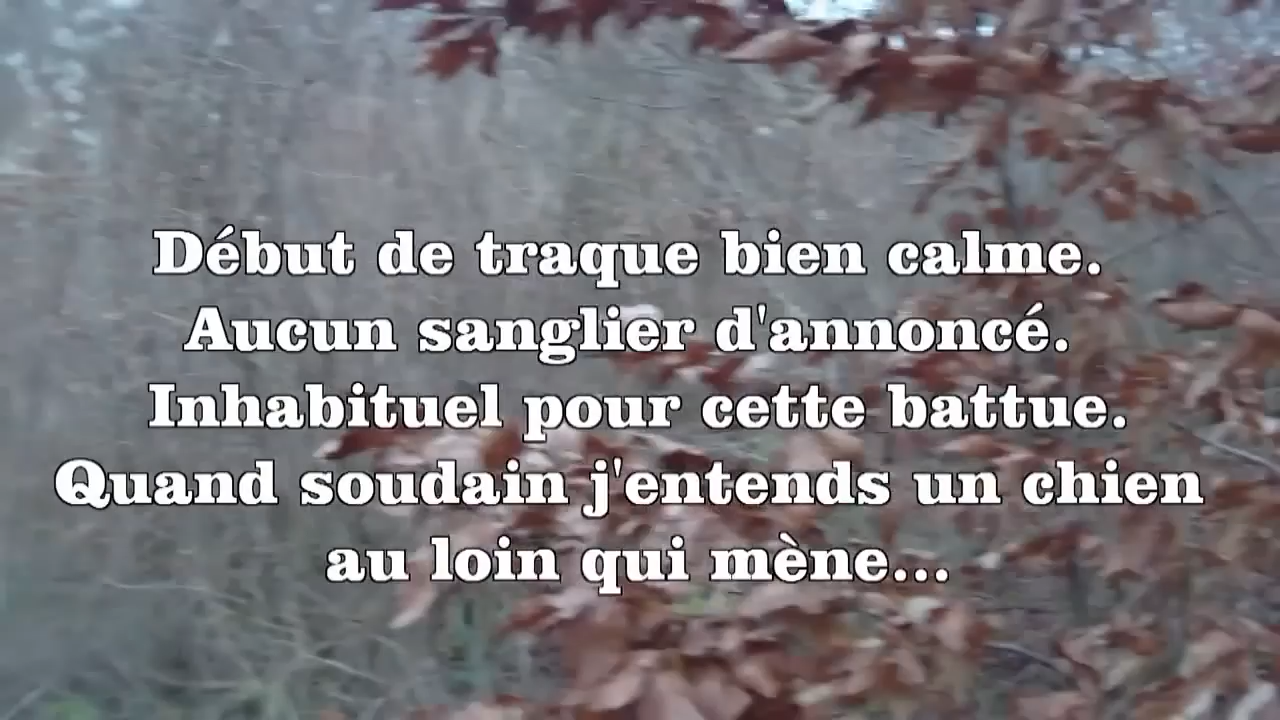 Début de traque bien calme.
Aucun sanglier d'annoncé.
Inhabituel pour cette battue.
Quand soudain j'entends un chien
au loin qui mène...